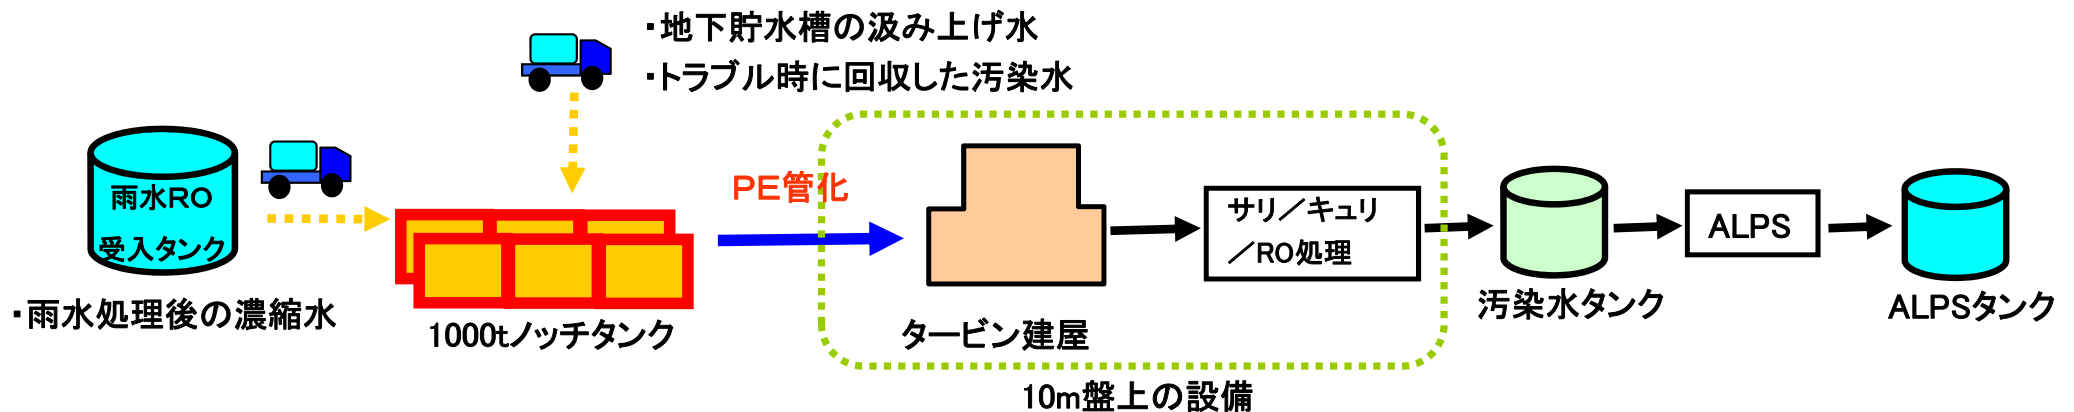 ・地下貯水槽の汲み上げ水
・トラブル時に回収した汚染水
雨水RO
受入タンク
・雨水処理後の濃縮水
1000tノッチタンク
PE管化
タービン建屋
サリ／キュリ
／RO処理
10m盤上の設備
汚染水タンク
ALPS
ALPSタンク